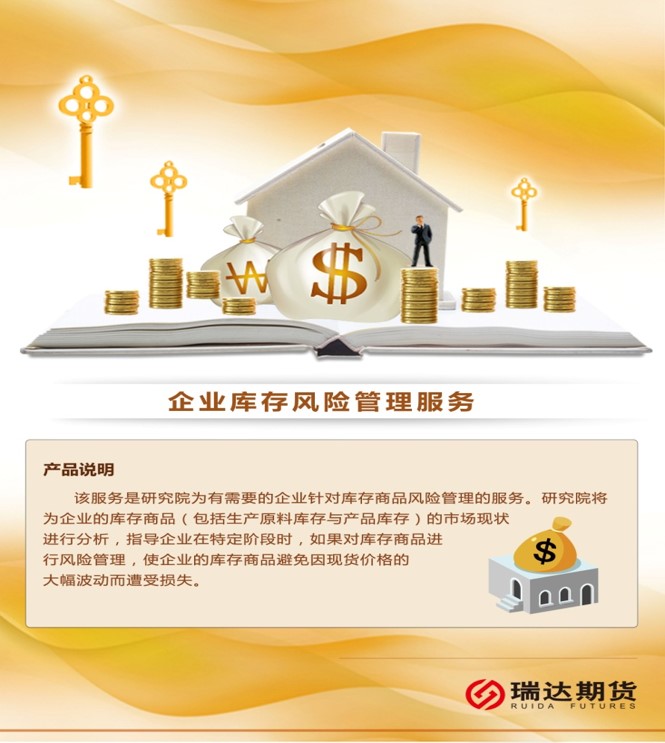 W
$
企业库存风险管理服务
产品说明
该服务是研究院为有需要的企业针对库存商品风险管理的服务。研究院将
为企业的库存商品（包括生产原料库存与产品库存）的市场现状
进行分析，指导企业在特定阶段时，如果对库存商品进
行风险管理，使企业的库存商品避免因现货价格的
大幅波动而遭受损失。
$
瑞达期货
RUIDA FUTURES